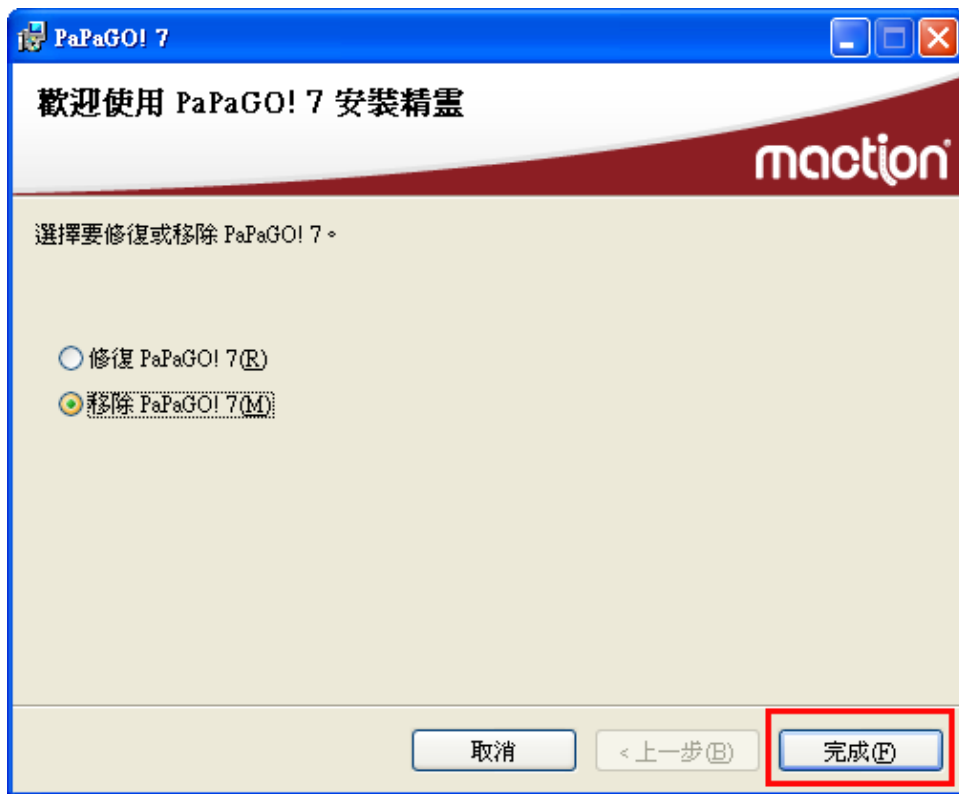 PaPaGO! 7
歡迎使用 PaPaGO! 7 安裝精靈
maction
選擇要修復或移除 PaPaGO! 7。
修復 PaPaGO! 7(R)
移除 PaPaGO! 7(M)
取消 <上一步(B) 完成(F)